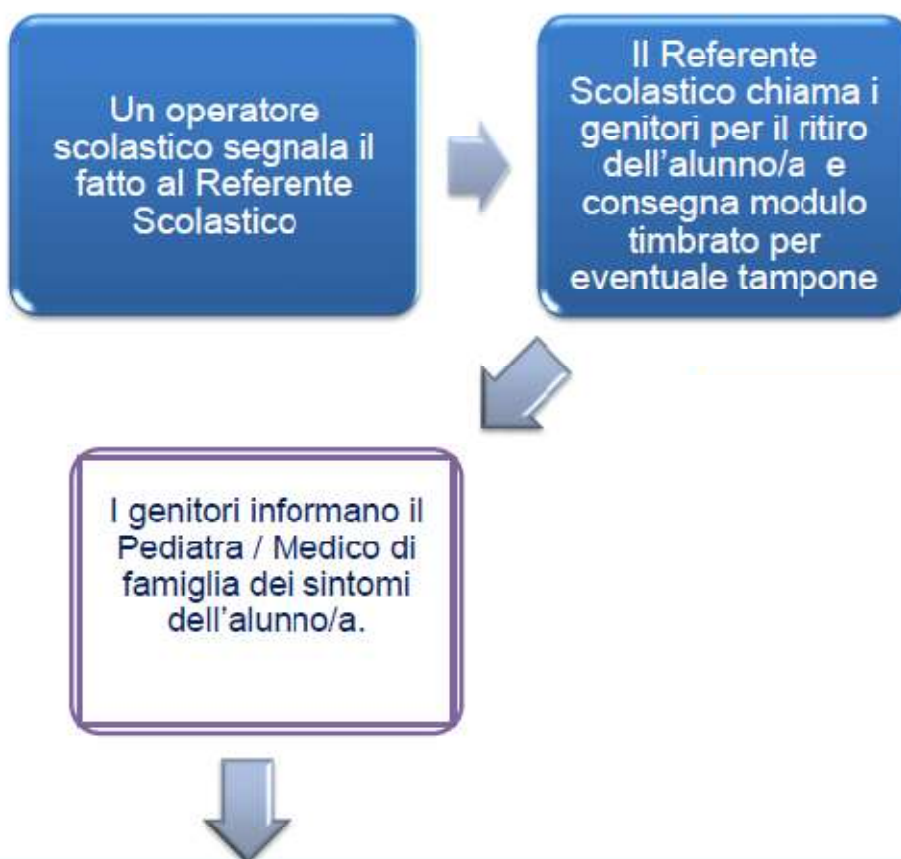 Un operatore
scolastico segnala il
fatto al Referente
Scolastico
Il Referente
Scolastico chiama i
genitori per il ritiro
dell'alunno/a e
consegna modulo
timbrato per
eventuale tampone
I genitori informano il
Pediatra / Medico di
famiglia dei sintomi
dell'alunno/a.